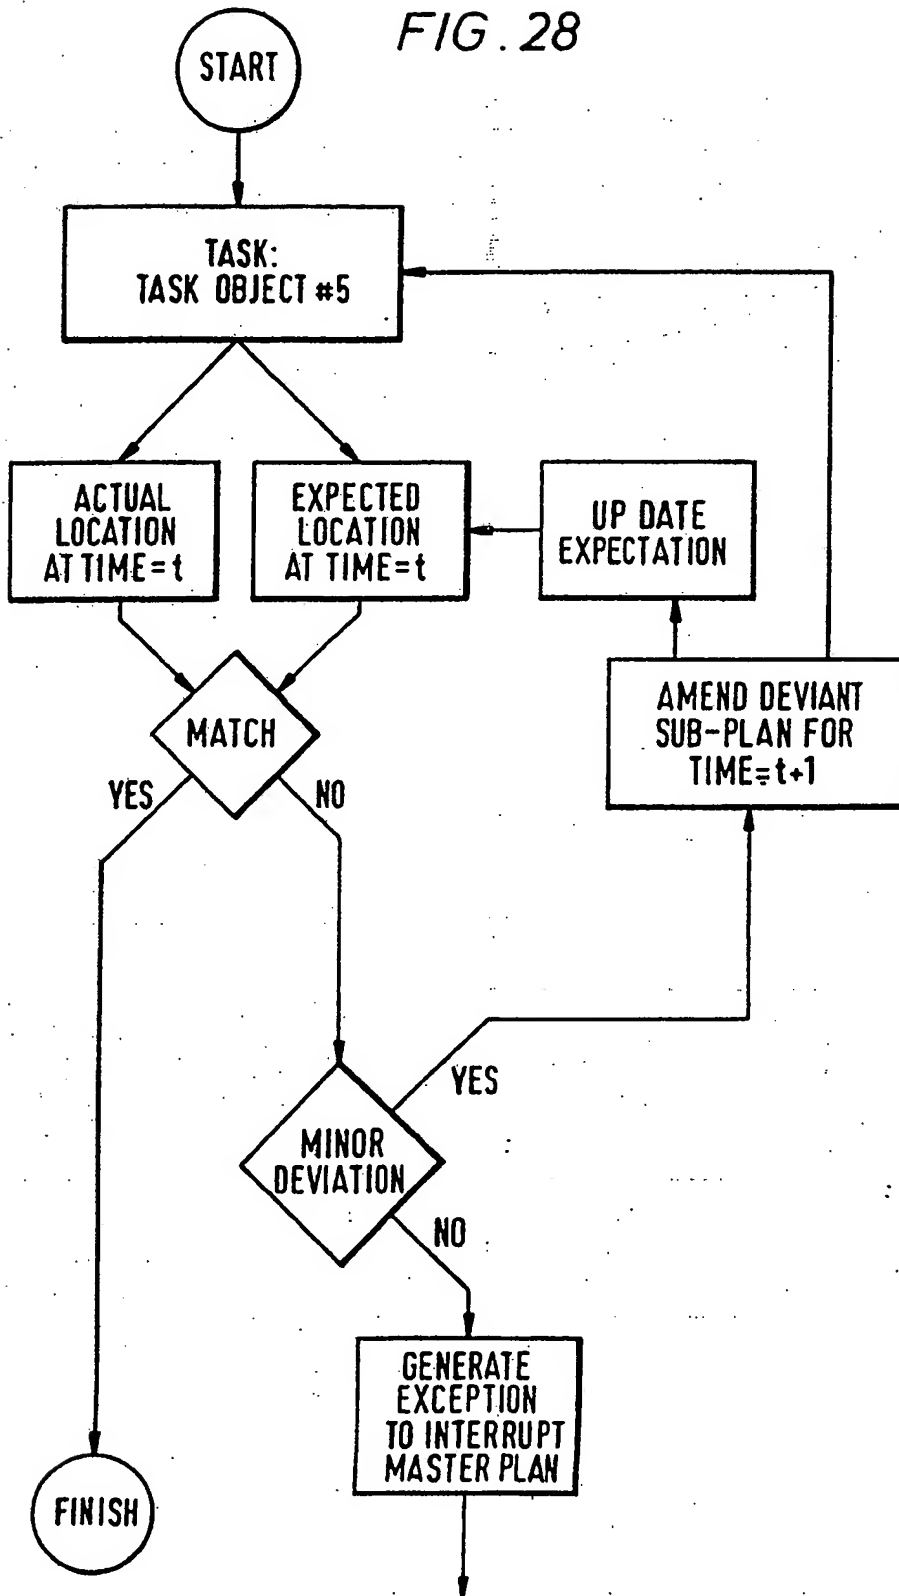 FIG. 28
START
TASK:
TASK OBJECT #5
ACTUAL
LOCATION
AT TIME=t
EXPECTED
LOCATION
AT TIME=t
UP DATE
EXPECTATION
MATCH
AMEND DEVIANT
SUB-PLAN FOR
TIME=t+1
YES
NO
YES
MINOR
DEVIATION
NO
GENERATE
EXCEPTION
TO INTERRUPT
MASTER PLAN
FINISH